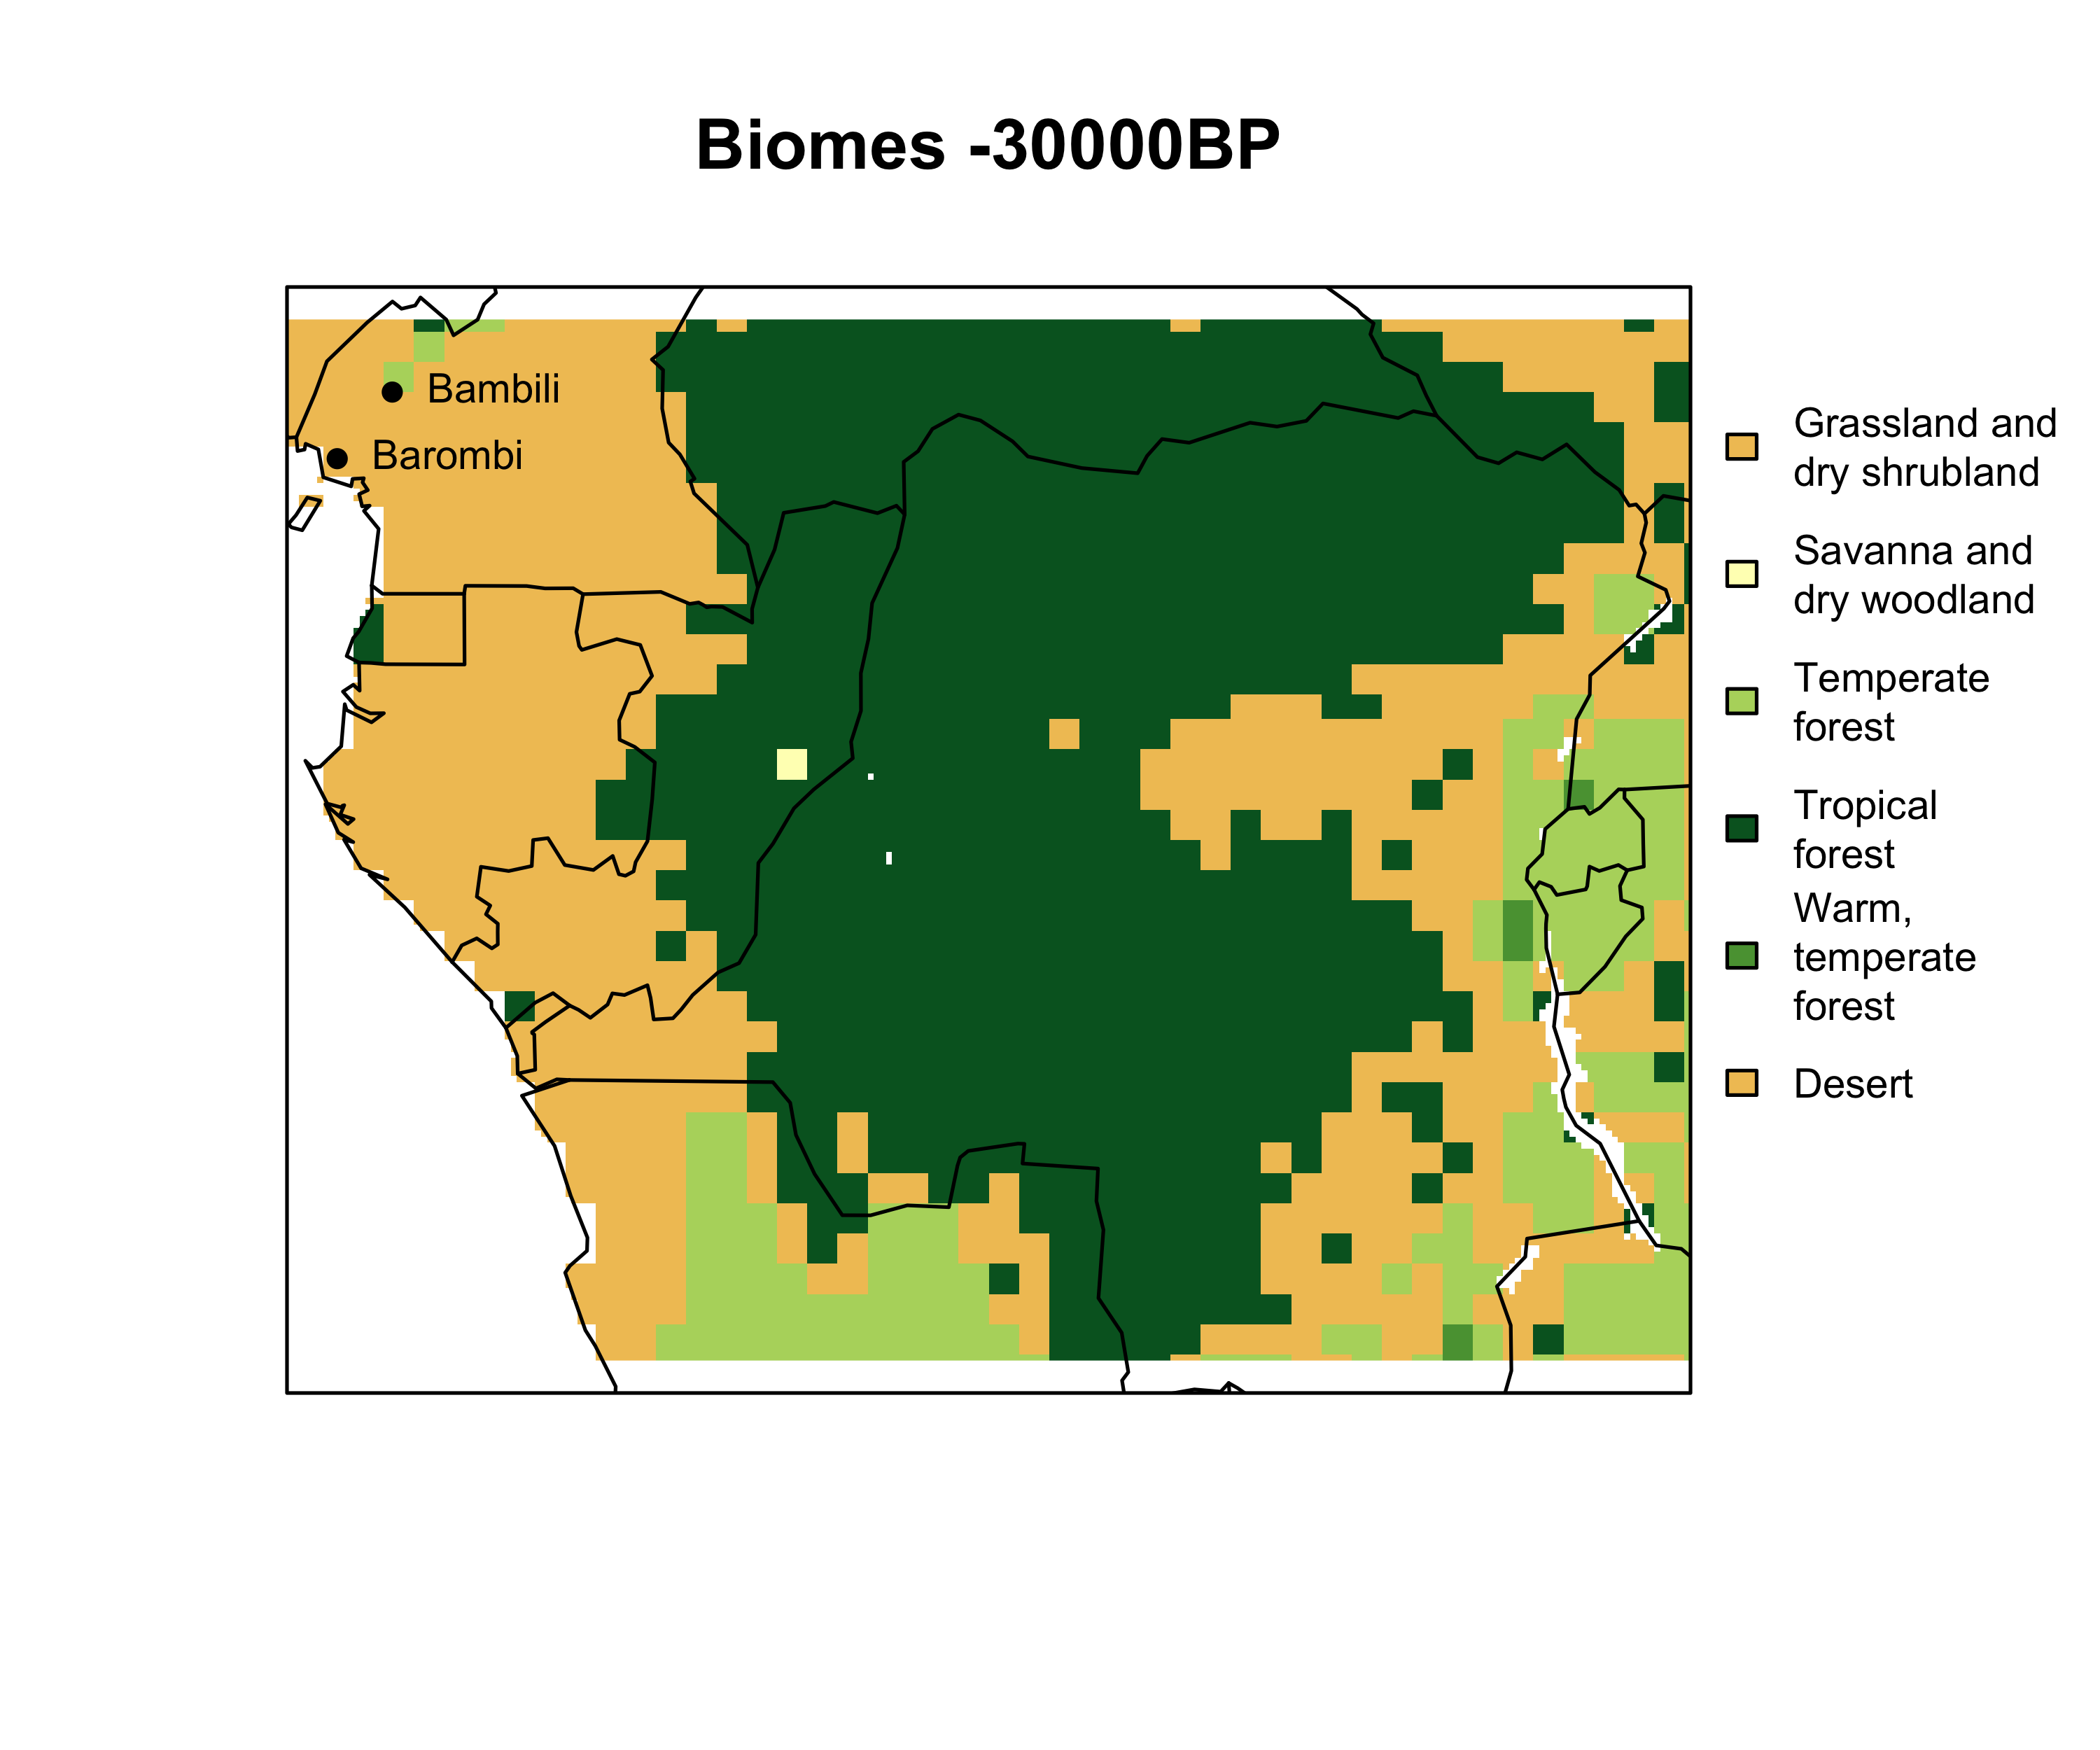 Biomes -30000BP
Bambili
Barombi
Grassland and
dry shrubland
Savanna and
dry woodland
Temperate
forest
Tropical
forest
Warm,
temperate
forest
Desert